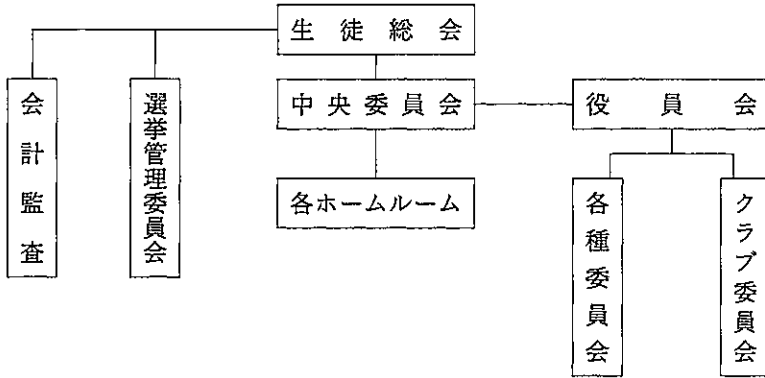 生徒総会
会計監査
選挙管理委員会
中央委員会
役員会
各ホームルーム
各種委員会
クラブ委員会